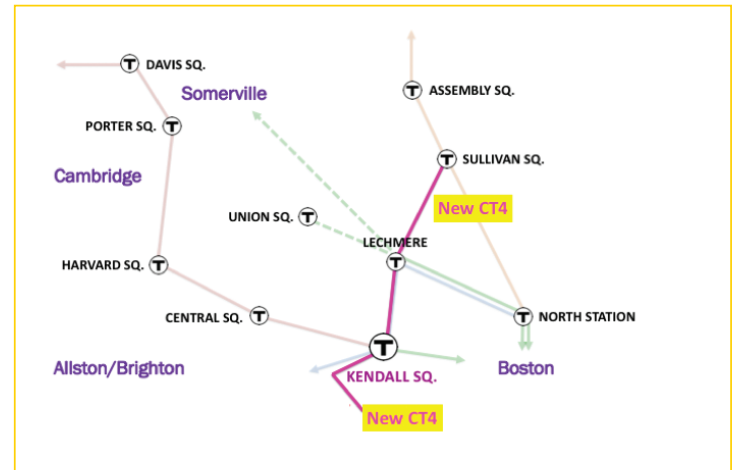 DAVIS SQ.
Somerville
ASSEMBLY SQ.
PORTER SQ.
SULLIVAN SQ.
Cambridge
New CT4
UNION SQ.
LECHMERE
HARVARD SQ.
CENTRAL SQ.
NORTH STATION
Allston/Brighton
KENDALL SQ.
Boston
New CT4
T
T
T
T
T
T
T
T
T
T